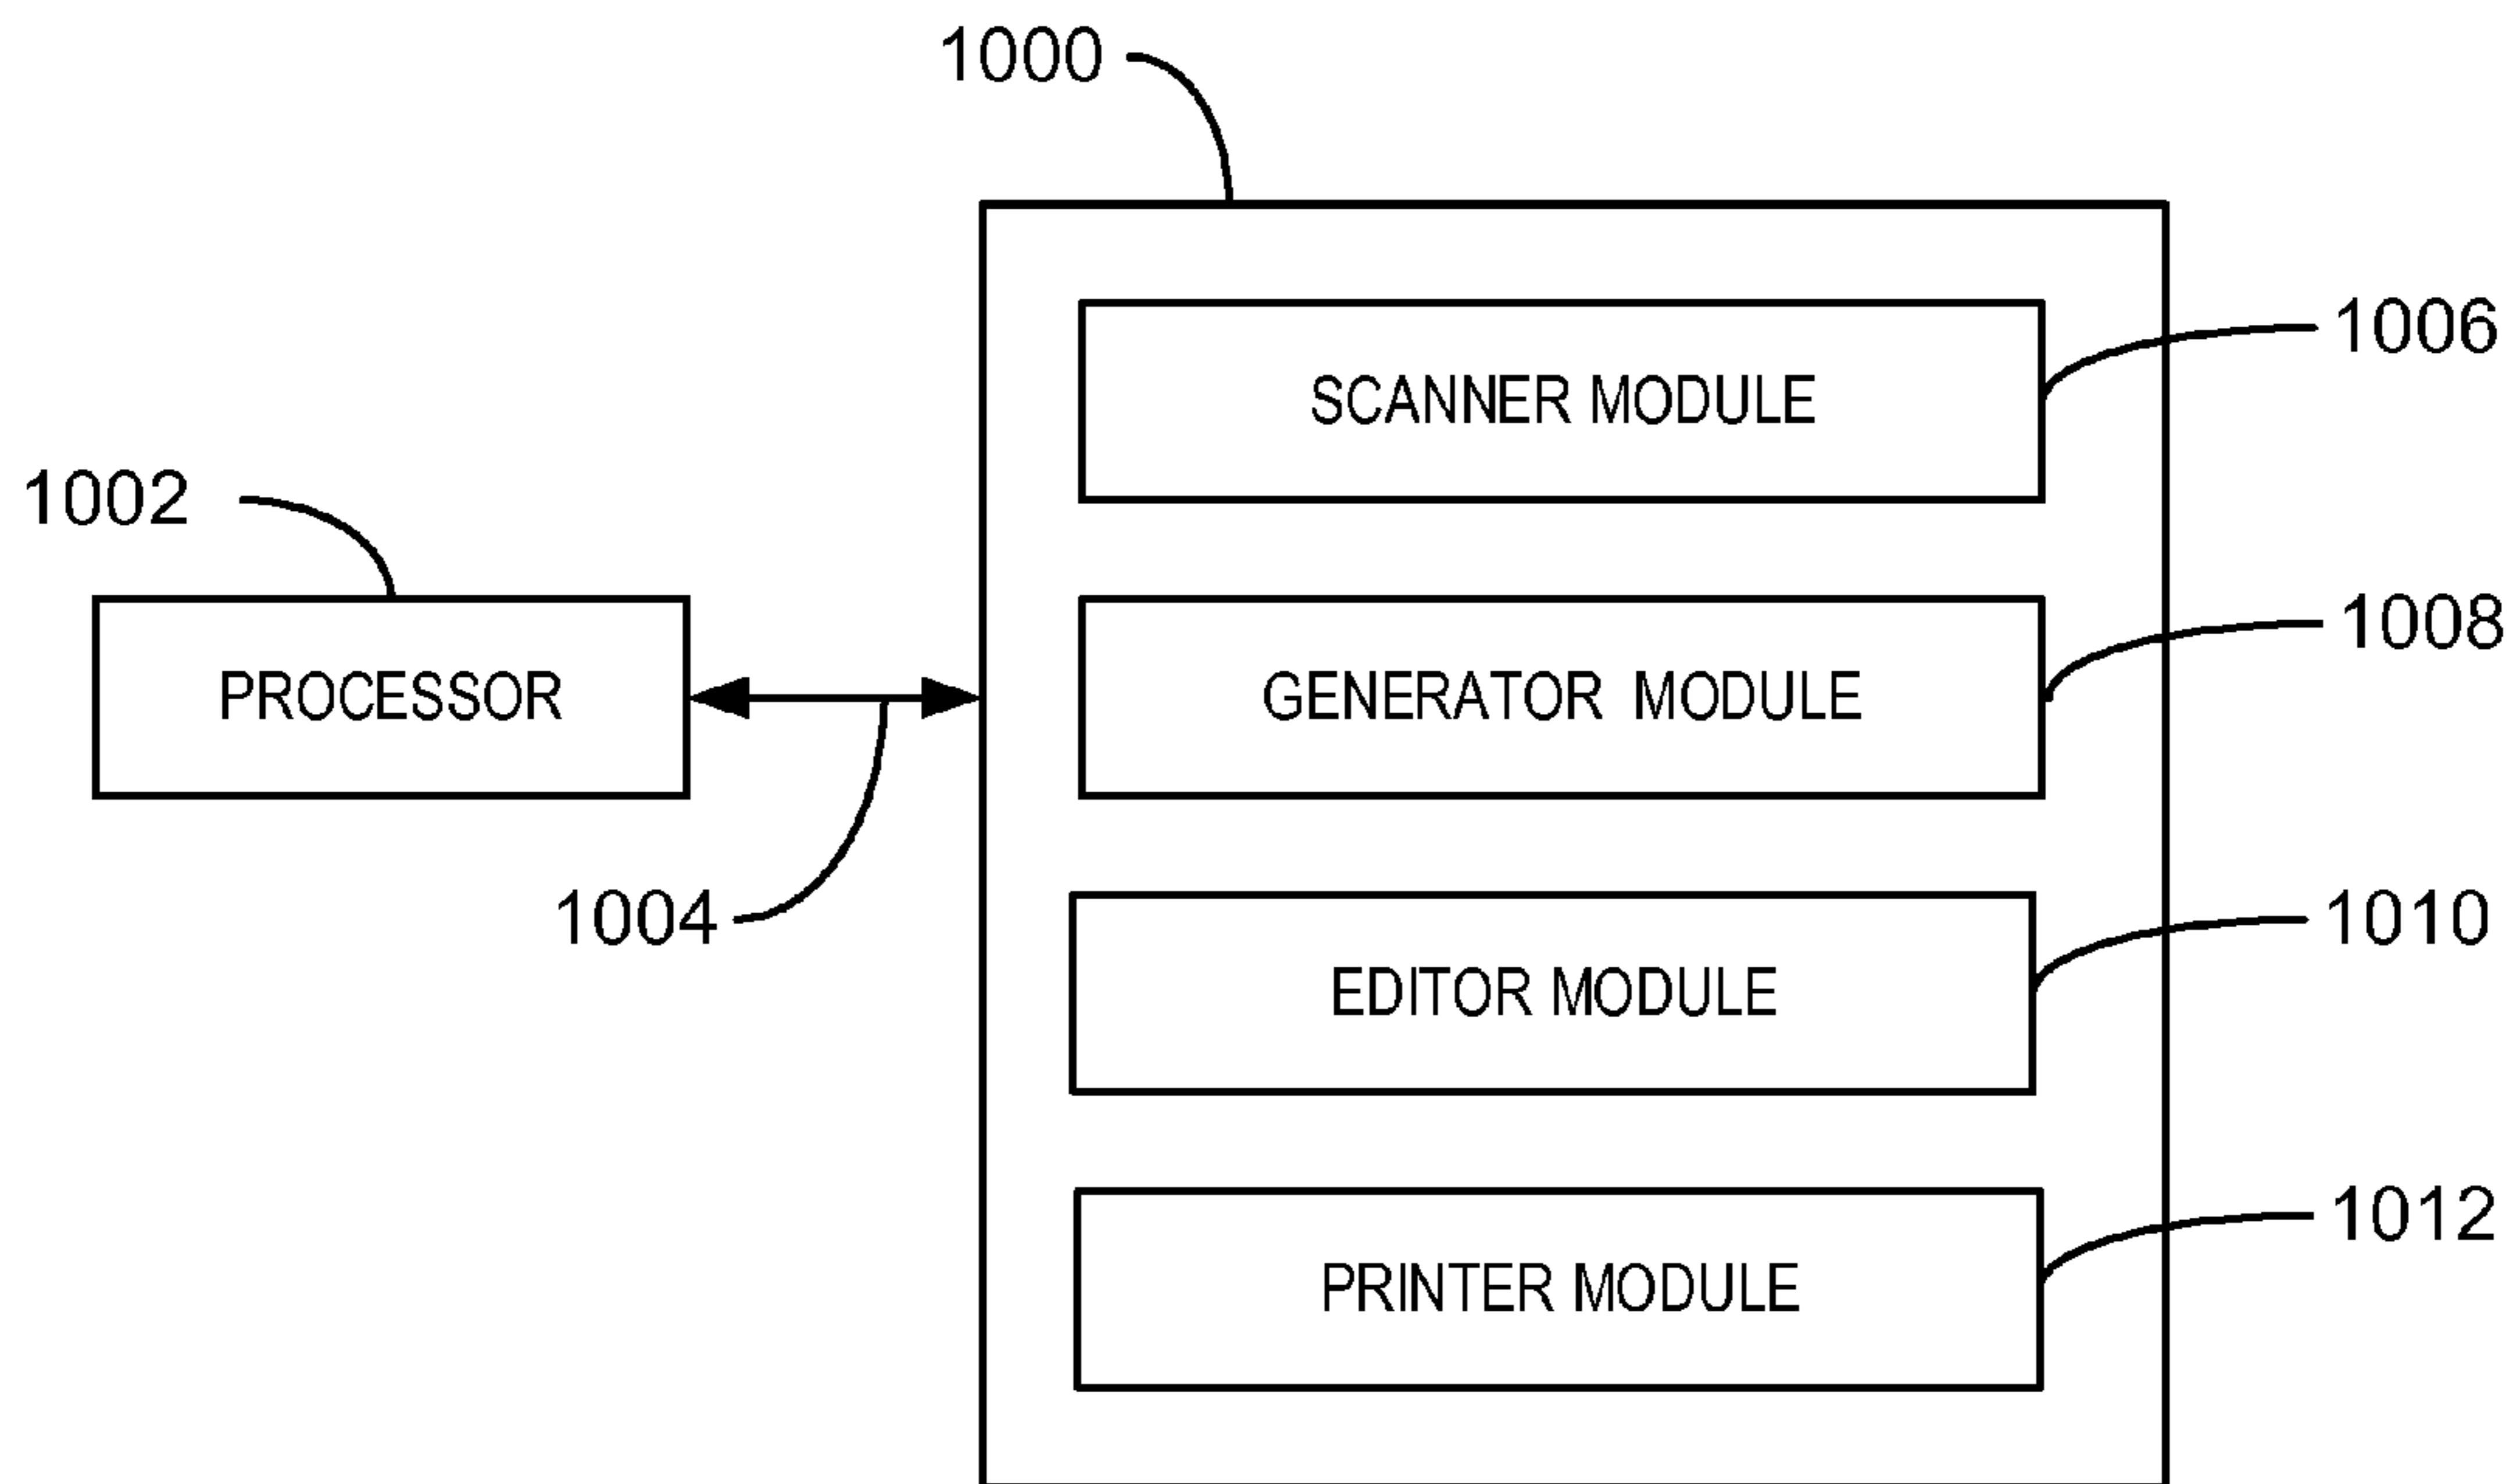 1000
1006
SCANNER MODULE
1002
1008
PROCESSOR
GENERATOR MODULE
1004
1010
EDITOR MODULE
1012
PRINTER MODULE